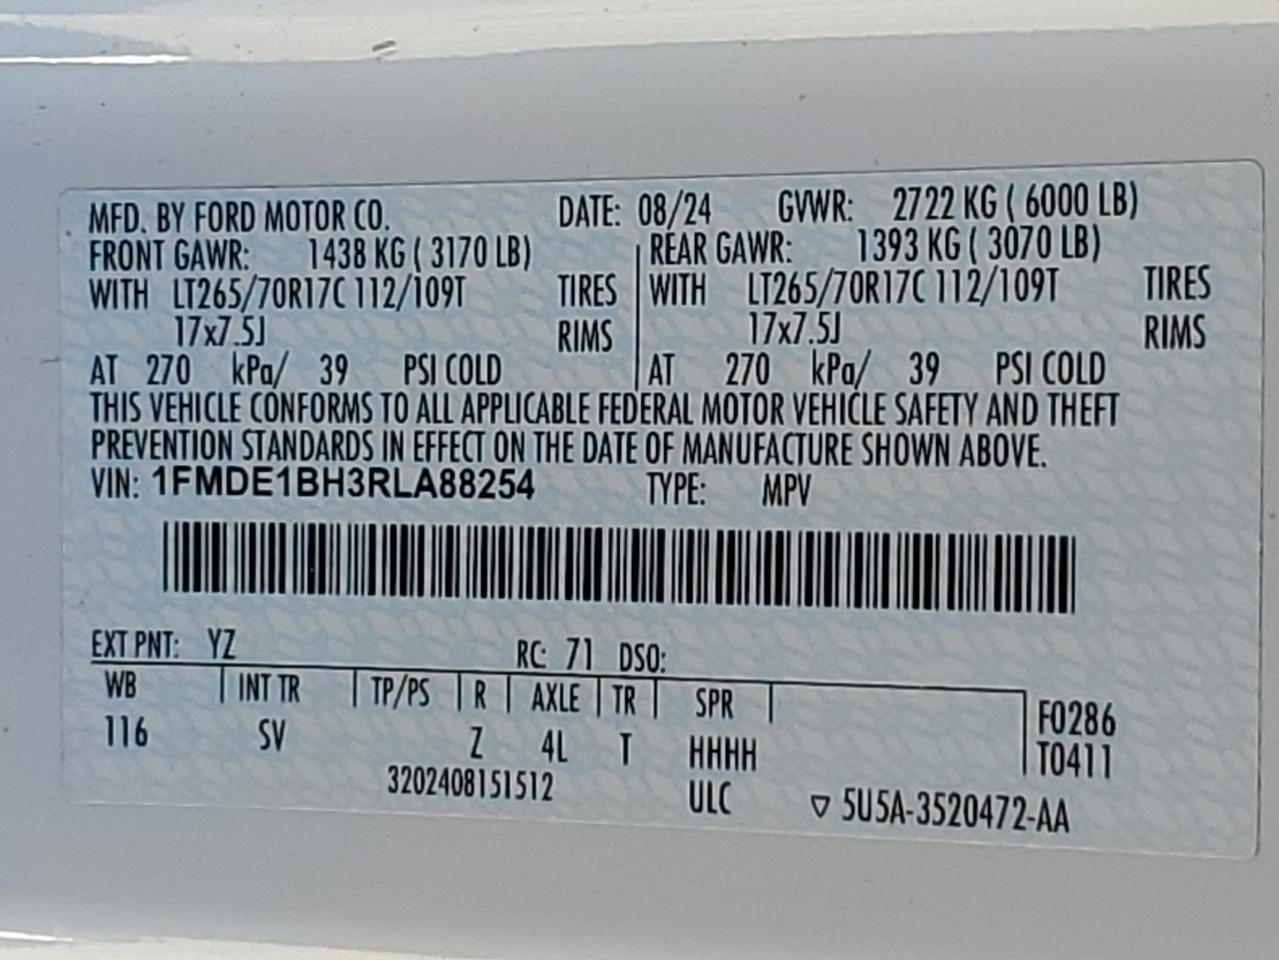 MFD. BY FORD MOTOR CO. DATE: 08/24 GVWR: 2722 KG ( 6000 LB)
FRONT GAWR: 1438 KG ( 3170 LB) REAR GAWR: 1393 KG ( 3070 LB)
WITH LT265/70R17C 112/109T TIRES WITH LT265/70R17C 112/109T TIRES
17x7.5J RIMS 17x7.5J RIMS
AT 270 kPa/ 39 PSI COLD AT 270 kPa/ 39 PSI COLD
THIS VEHICLE CONFORMS TO ALL APPLICABLE FEDERAL MOTOR VEHICLE SAFETY AND THEFT
PREVENTION STANDARDS IN EFFECT ON THE DATE OF MANUFACTURE SHOWN ABOVE.
VIN: 1FMDE1BH3RLA88254 TYPE: MPV
EXT PNT: YZ RC: 71 DSO:
WB INT TR TP/PS R AXLE TR SPR F0286
116 SV Z 4L T HHHH T0411
3202408151512 ULC ▽ 5U5A-3520472-AA